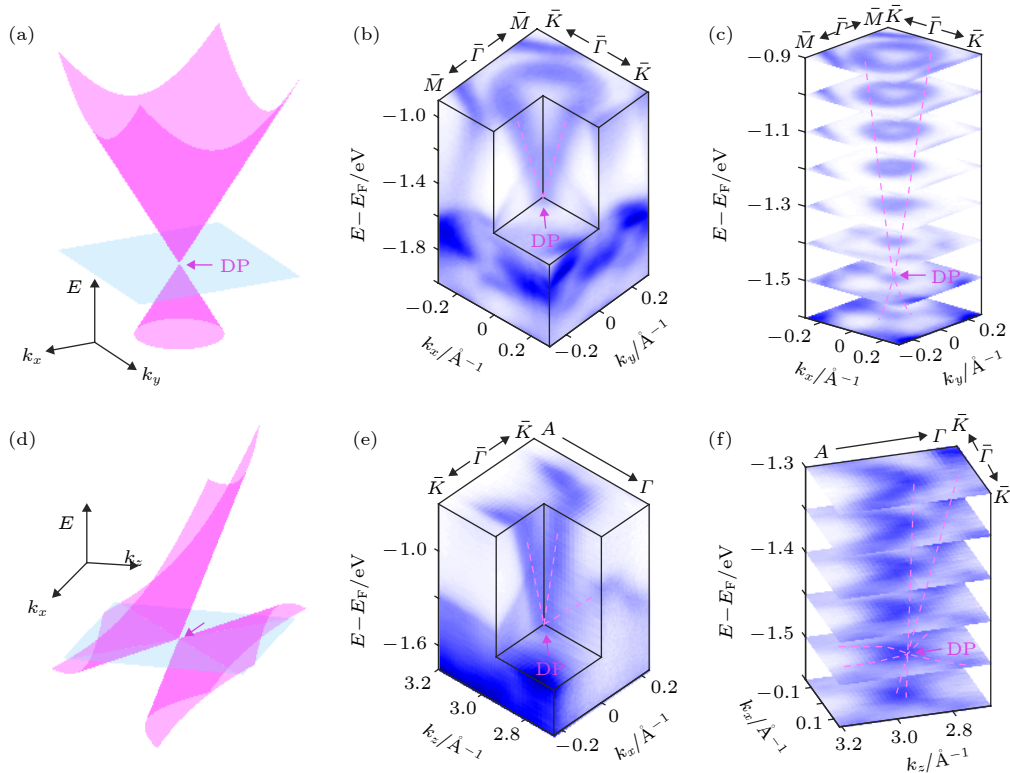 (a)
DP
E
k_x
k_y
(b)
M̄
Γ̄
M̄
K̄
Γ̄
K̄
E−E_F/eV
−1.0
−1.4
−1.8
DP
−0.2
0
0.2
k_x/Å⁻¹
−0.2
0
0.2
k_y/Å⁻¹
(c)
M̄
Γ̄
M̄
K̄
Γ̄
K̄
E−E_F/eV
−0.9
−1.1
−1.3
−1.5
DP
−0.2
0
0.2
k_x/Å⁻¹
−0.2
0
0.2
k_y/Å⁻¹
(d)
E
k_z
k_x
(e)
K̄
Γ̄
K̄
A
Γ
E−E_F/eV
−1.0
−1.6
DP
3.2
3.0
2.8
k_z/Å⁻¹
−0.2
0
0.2
k_x/Å⁻¹
(f)
A
Γ
K̄
Γ̄
K̄
E−E_F/eV
−1.3
−1.4
−1.5
DP
−0.1
0.1
k_x/Å⁻¹
3.2
3.0
2.8
k_z/Å⁻¹